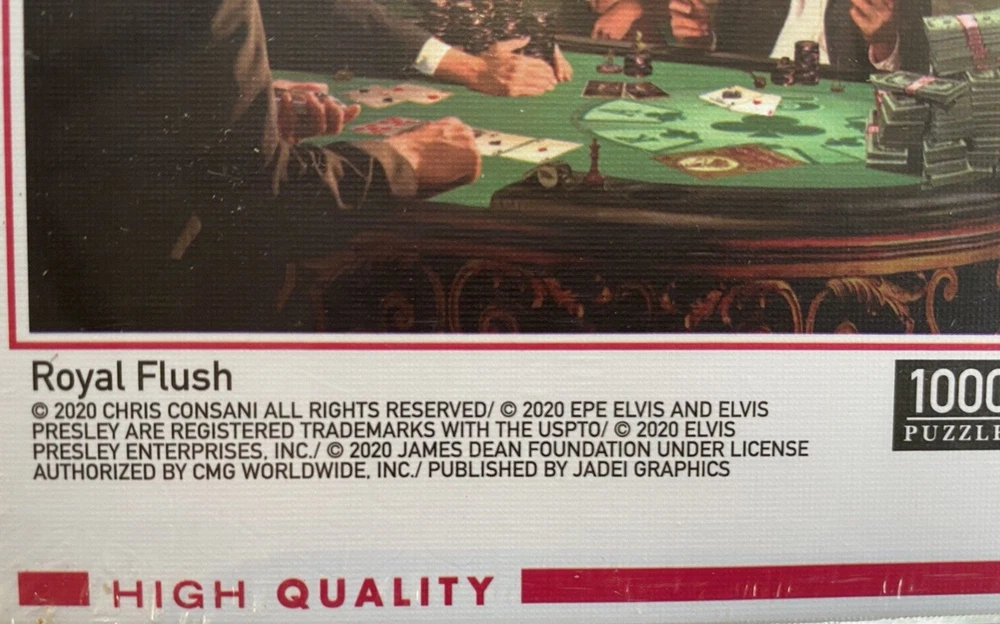 Royal Flush
© 2020 CHRIS CONSANI ALL RIGHTS RESERVED/ © 2020 EPE ELVIS AND ELVIS
PRESLEY ARE REGISTERED TRADEMARKS WITH THE USPTO/ © 2020 ELVIS
PRESLEY ENTERPRISES, INC./ © 2020 JAMES DEAN FOUNDATION UNDER LICENSE
AUTHORIZED BY CMG WORLDWIDE, INC./ PUBLISHED BY JADEI GRAPHICS
1000
PUZZLE
HIGH QUALITY